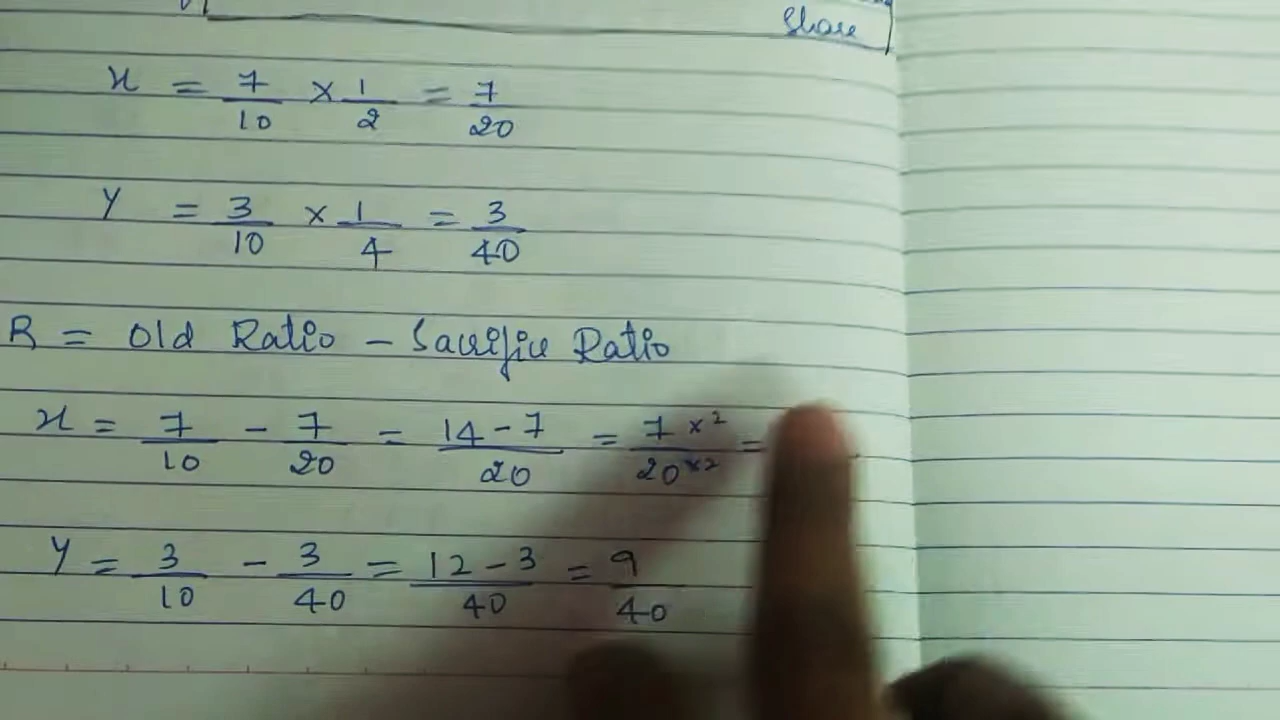 Share
x = 7/10 × 1/2 = 7/20
Y = 3/10 × 1/4 = 3/40
R = Old Ratio - Sacrifice Ratio
x = 7/10 - 7/20 = 14-7/20 = 7×2/20×2 =
Y = 3/10 - 3/40 = 12-3/40 = 9/40